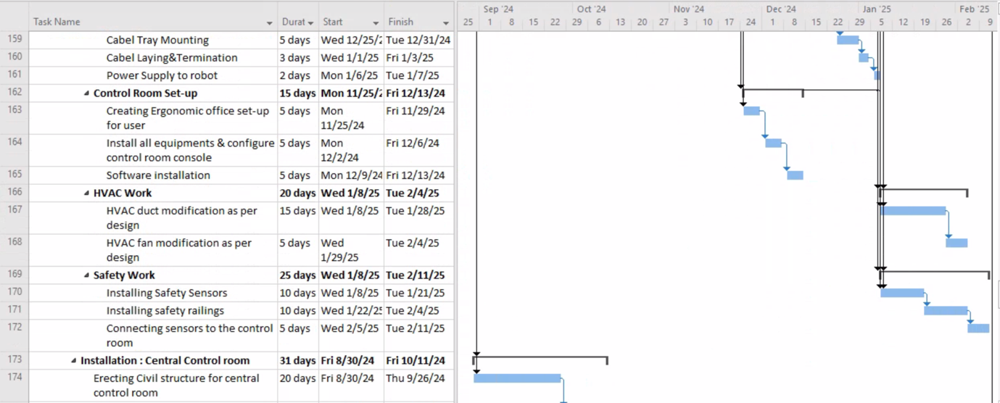 Sep '24 Oct '24 Nov '24 Dec '24 Jan '25 Feb '25
Task Name Durat Start Finish 25 1 8 15 22 29 6 13 20 27 3 10 17 24 1 8 15 22 29 5 12 19 26 2 9
159 Cabel Tray Mounting 5 days Wed 12/25/2 Tue 12/31/24
160 Cabel Laying&Termination 3 days Wed 1/1/25 Fri 1/3/25
161 Power Supply to robot 2 days Mon 1/6/25 Tue 1/7/25
162 Control Room Set-up 15 days Mon 11/25/2 Fri 12/13/24
163 Creating Ergonomic office set-up 5 days Mon Fri 11/29/24
for user 11/25/24
164 Install all equipments & configure 5 days Mon Fri 12/6/24
control room console 12/2/24
165 Software installation 5 days Mon 12/9/24 Fri 12/13/24
166 HVAC Work 20 days Wed 1/8/25 Tue 2/4/25
167 HVAC duct modification as per 15 days Wed 1/8/25 Tue 1/28/25
design
168 HVAC fan modification as per 5 days Wed Tue 2/4/25
design 1/29/25
169 Safety Work 25 days Wed 1/8/25 Tue 2/11/25
170 Installing Safety Sensors 10 days Wed 1/8/25 Tue 1/21/25
171 Installing safety railings 10 days Wed 1/22/25 Tue 2/4/25
172 Connecting sensors to the control 5 days Wed 2/5/25 Tue 2/11/25
room
173 Installation : Central Control room 31 days Fri 8/30/24 Fri 10/11/24
174 Erecting Civil structure for central 20 days Fri 8/30/24 Thu 9/26/24
control room